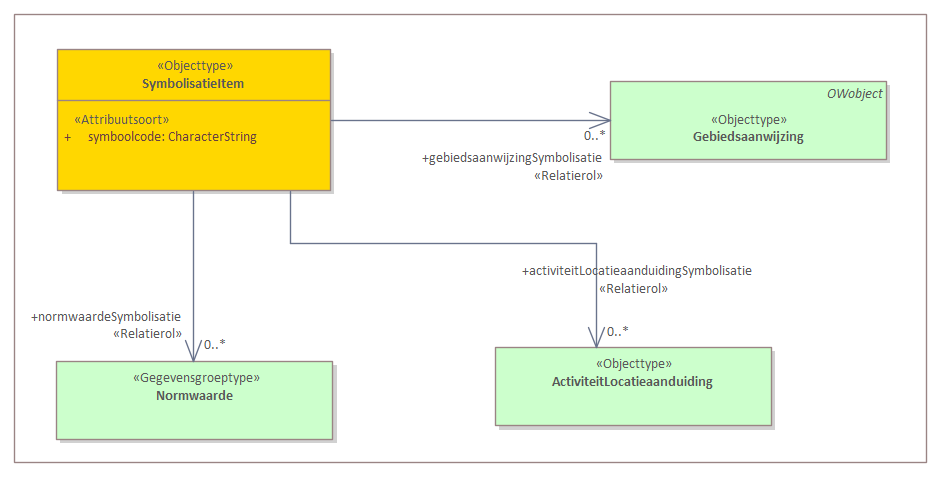 «Objecttype»
SymbolisatieItem
«Attribuutsoort»
+ symboolcode: CharacterString
OWobject
«Objecttype»
Gebiedsaanwijzing
0..*
+gebiedsaanwijzingSymbolisatie
«Relatierol»
+activiteitLocatieaanduidingSymbolisatie
«Relatierol»
0..*
+normwaardeSymbolisatie
«Relatierol»
0..*
«Gegevensgroeptype»
Normwaarde
«Objecttype»
ActiviteitLocatieaanduiding